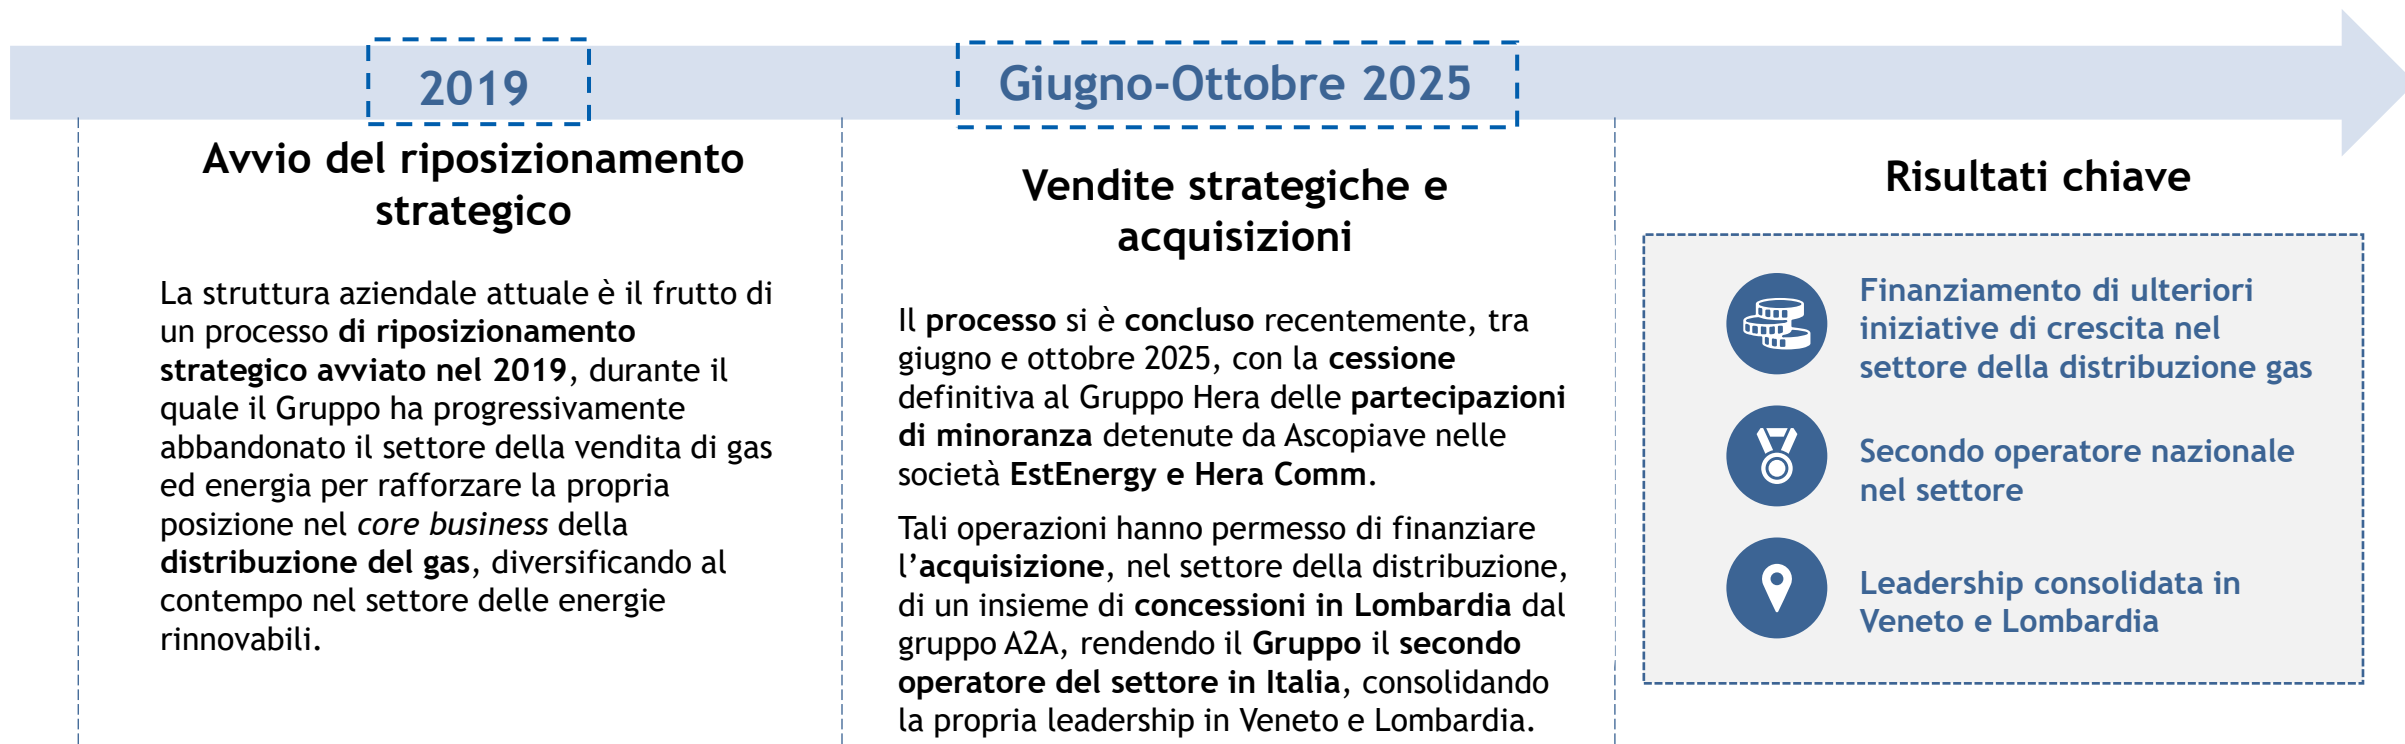 2019
Avvio del riposizionamento
strategico
La struttura aziendale attuale è il frutto di
un processo di riposizionamento
strategico avviato nel 2019, durante il
quale il Gruppo ha progressivamente
abbandonato il settore della vendita di gas
ed energia per rafforzare la propria
posizione nel core business della
distribuzione del gas, diversificando al
contempo nel settore delle energie
rinnovabili.
Giugno-Ottobre 2025
Vendite strategiche e
acquisizioni
Il processo si è concluso recentemente, tra
giugno e ottobre 2025, con la cessione
definitiva al Gruppo Hera delle partecipazioni
di minoranza detenute da Ascopiave nelle
società EstEnergy e Hera Comm.
Tali operazioni hanno permesso di finanziare
l’acquisizione, nel settore della distribuzione,
di un insieme di concessioni in Lombardia dal
gruppo A2A, rendendo il Gruppo il secondo
operatore del settore in Italia, consolidando
la propria leadership in Veneto e Lombardia.
Risultati chiave
Finanziamento di ulteriori
iniziative di crescita nel
settore della distribuzione gas
Secondo operatore nazionale
nel settore
Leadership consolidata in
Veneto e Lombardia